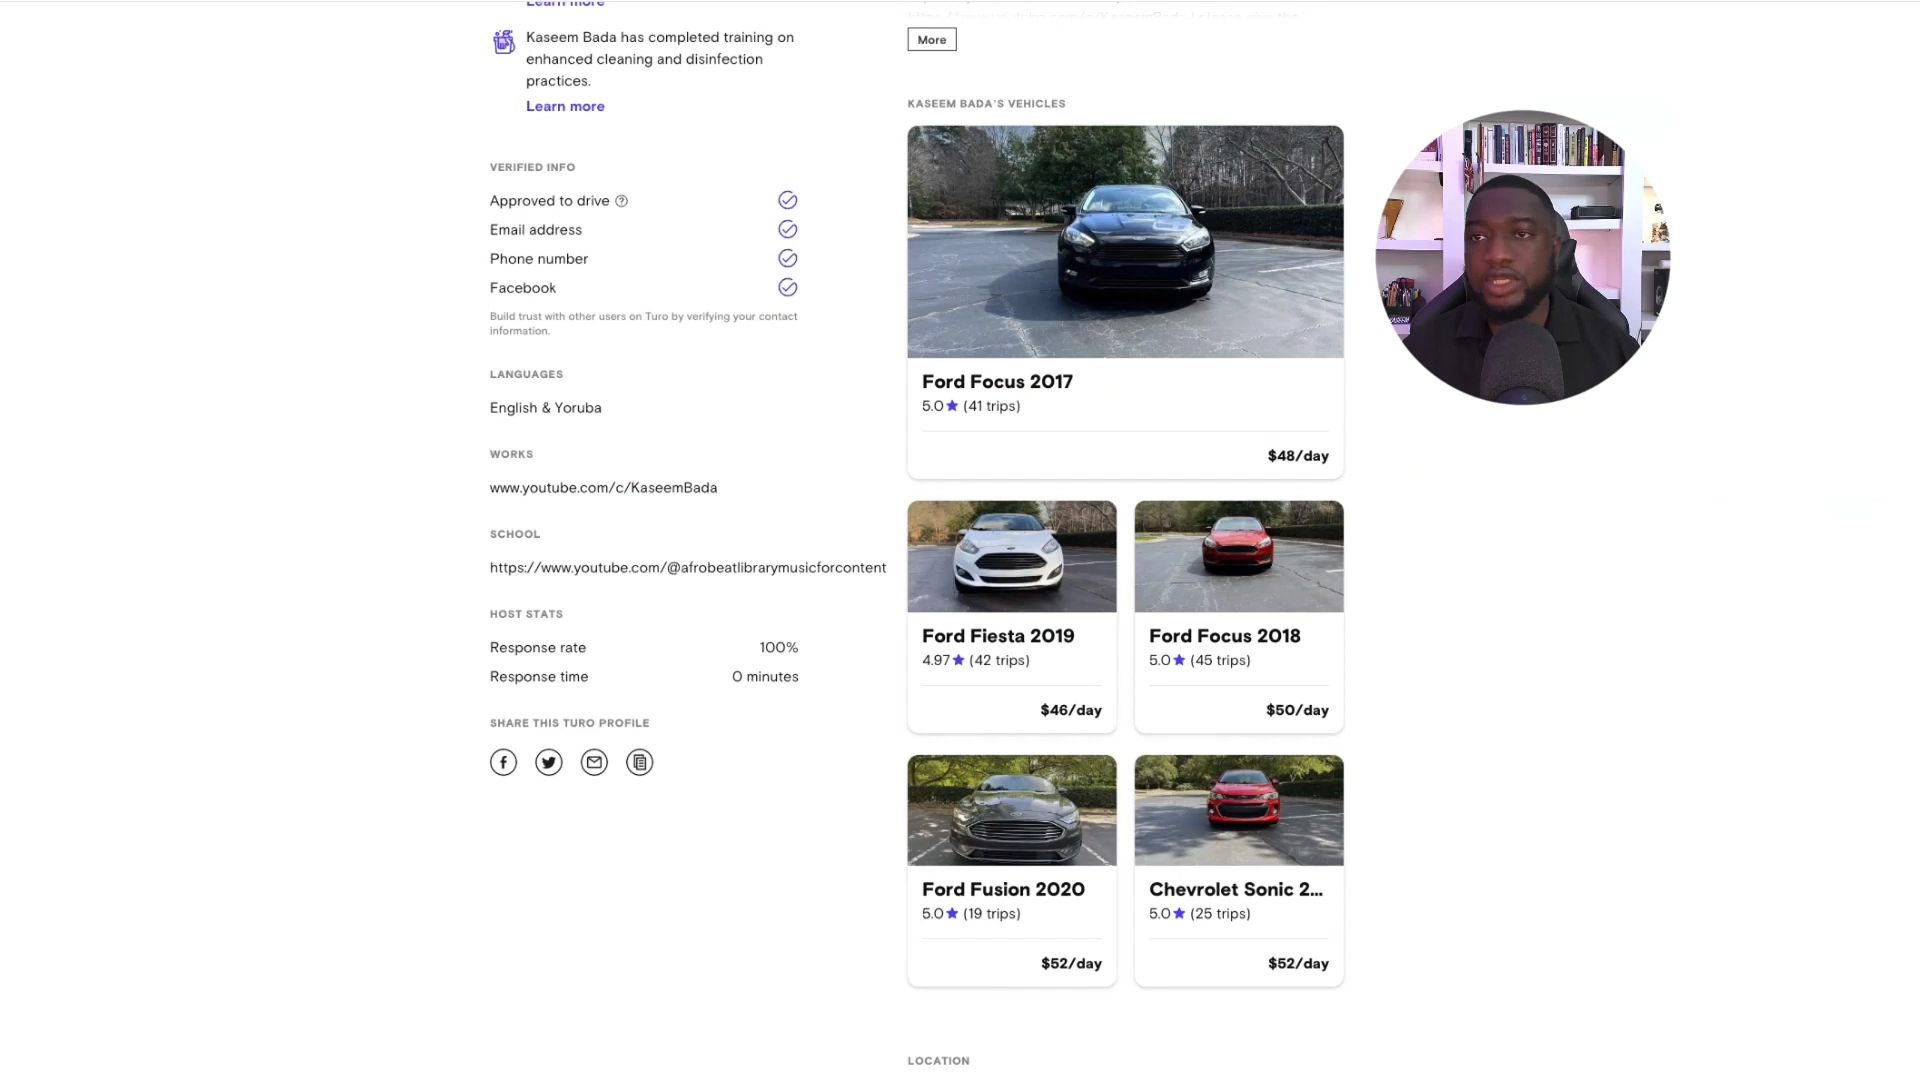 Learn more
Kaseem Bada has completed training on
enhanced cleaning and disinfection
practices.
Learn more
VERIFIED INFO
Approved to drive
Email address
Phone number
Facebook
Build trust with other users on Turo by verifying your contact
information.
LANGUAGES
English & Yoruba
WORKS
www.youtube.com/c/KaseemBada
SCHOOL
https://www.youtube.com/@afrobeatlibrarymusicforcontent
HOST STATS
Response rate 100%
Response time 0 minutes
SHARE THIS TURO PROFILE
More
KASEEM BADA'S VEHICLES
Ford Focus 2017
5.0★ (41 trips)
$48/day
Ford Fiesta 2019
4.97★ (42 trips)
$46/day
Ford Focus 2018
5.0★ (45 trips)
$50/day
Ford Fusion 2020
5.0★ (19 trips)
$52/day
Chevrolet Sonic 2...
5.0★ (25 trips)
$52/day
LOCATION